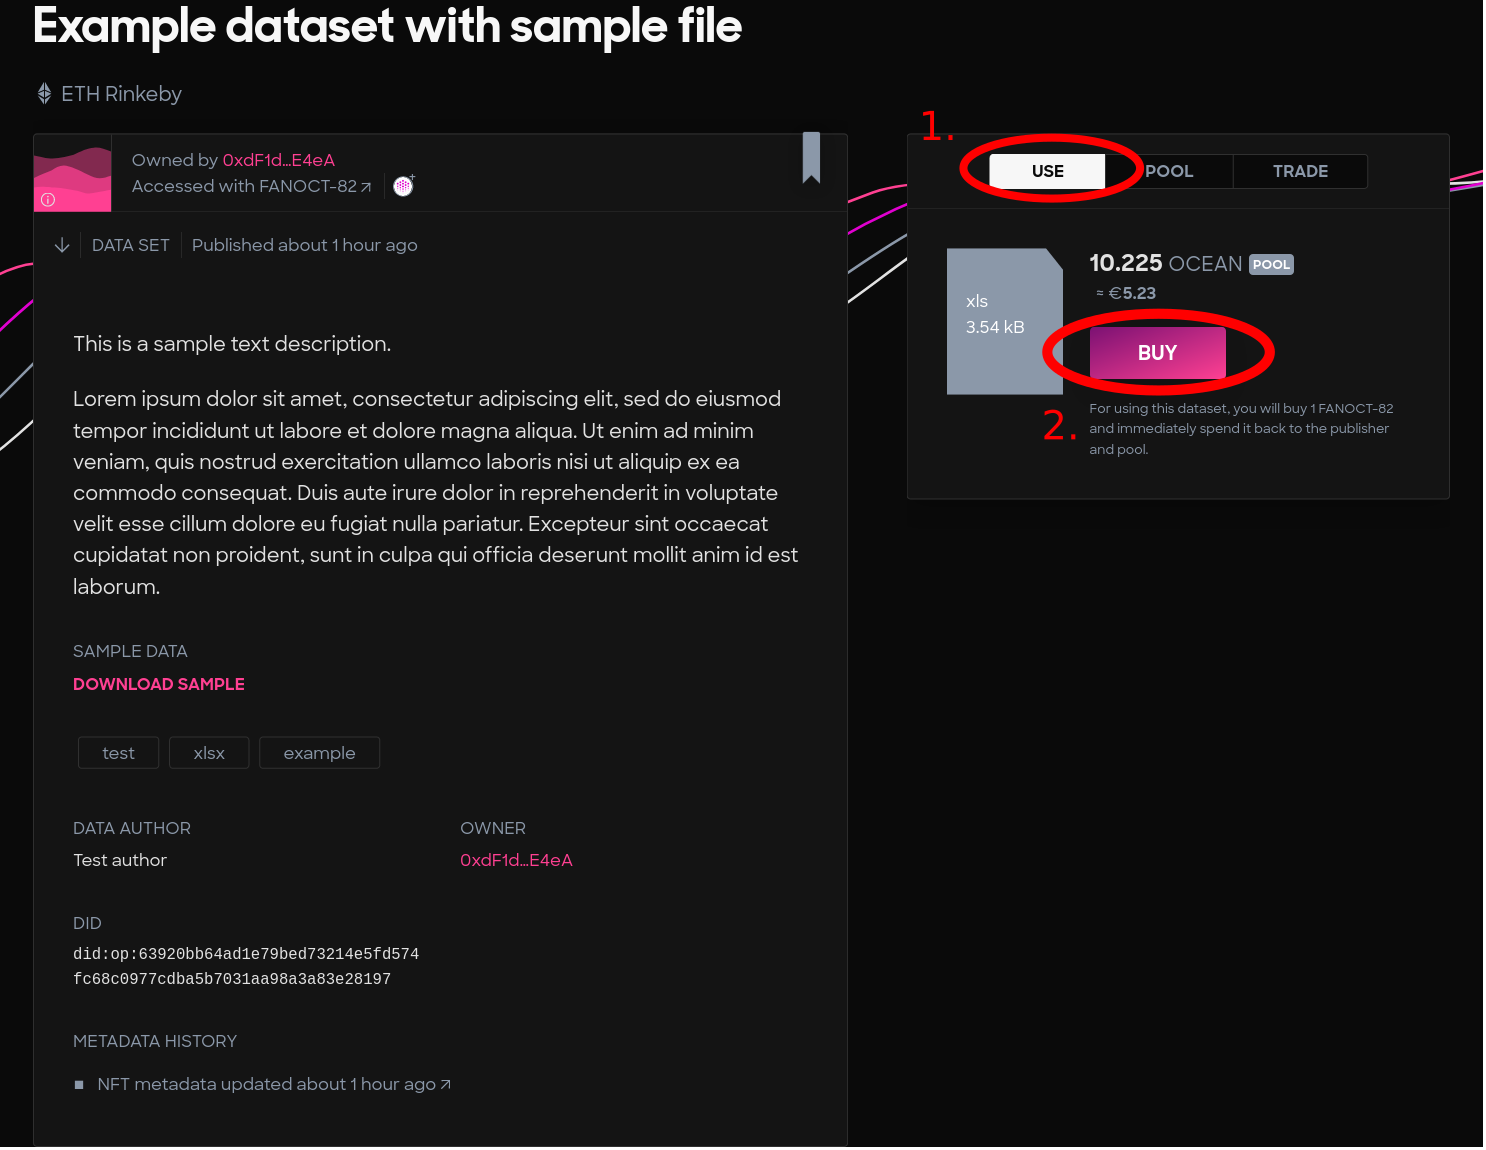 Example dataset with sample file
ETH Rinkeby
Owned by 0xdF1d...E4eA
Accessed with FANOCT-82
DATA SET
Published about 1 hour ago
This is a sample text description.
Lorem ipsum dolor sit amet, consectetur adipiscing elit, sed do eiusmod
tempor incididunt ut labore et dolore magna aliqua. Ut enim ad minim
veniam, quis nostrud exercitation ullamco laboris nisi ut aliquip ex ea
commodo consequat. Duis aute irure dolor in reprehenderit in voluptate
velit esse cillum dolore eu fugiat nulla pariatur. Excepteur sint occaecat
cupidatat non proident, sunt in culpa qui officia deserunt mollit anim id est
laborum.
SAMPLE DATA
DOWNLOAD SAMPLE
test
xlsx
example
DATA AUTHOR
Test author
OWNER
0xdF1d...E4eA
DID
did:op:63920bb64ad1e79bed73214e5fd574
fc68c0977cdba5b7031aa98a3a83e28197
METADATA HISTORY
NFT metadata updated about 1 hour ago
1.
USE
POOL
TRADE
xls
3.54 kB
10.225 OCEAN POOL
≈ €5.23
BUY
2.
For using this dataset, you will buy 1 FANOCT-82
and immediately spend it back to the publisher
and pool.